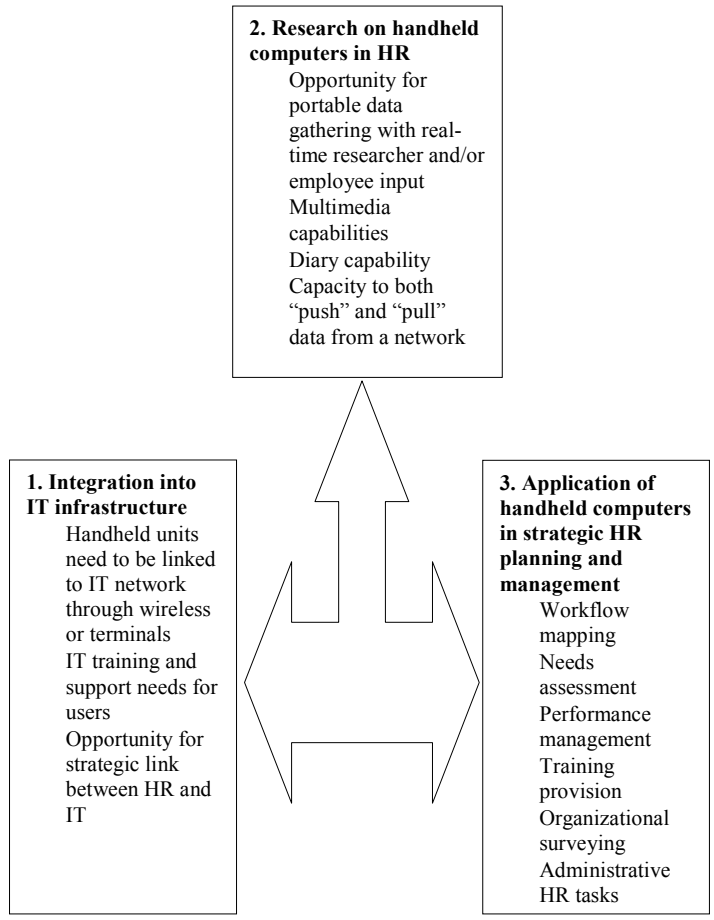 2. Research on handheld
computers in HR
Opportunity for
portable data
gathering with real-
time researcher and/or
employee input
Multimedia
capabilities
Diary capability
Capacity to both
“push” and “pull”
data from a network
1. Integration into
IT infrastructure
Handheld units
need to be linked
to IT network
through wireless
or terminals
IT training and
support needs for
users
Opportunity for
strategic link
between HR and
IT
3. Application of
handheld computers
in strategic HR
planning and
management
Workflow
mapping
Needs
assessment
Performance
management
Training
provision
Organizational
surveying
Administrative
HR tasks